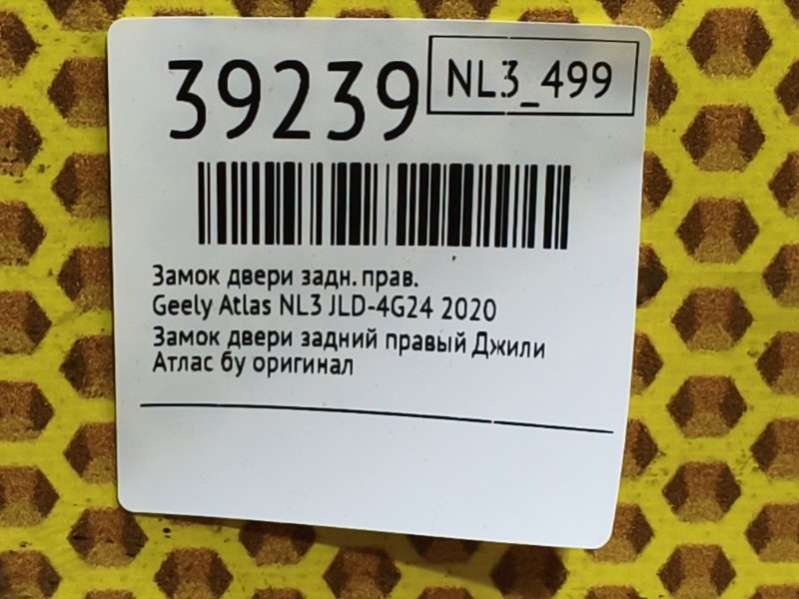 39239
NL3_499
Замок двери задн. прав.
Geely Atlas NL3 JLD-4G24 2020
Замок двери задний правый Джили
Атлас бу оригинал